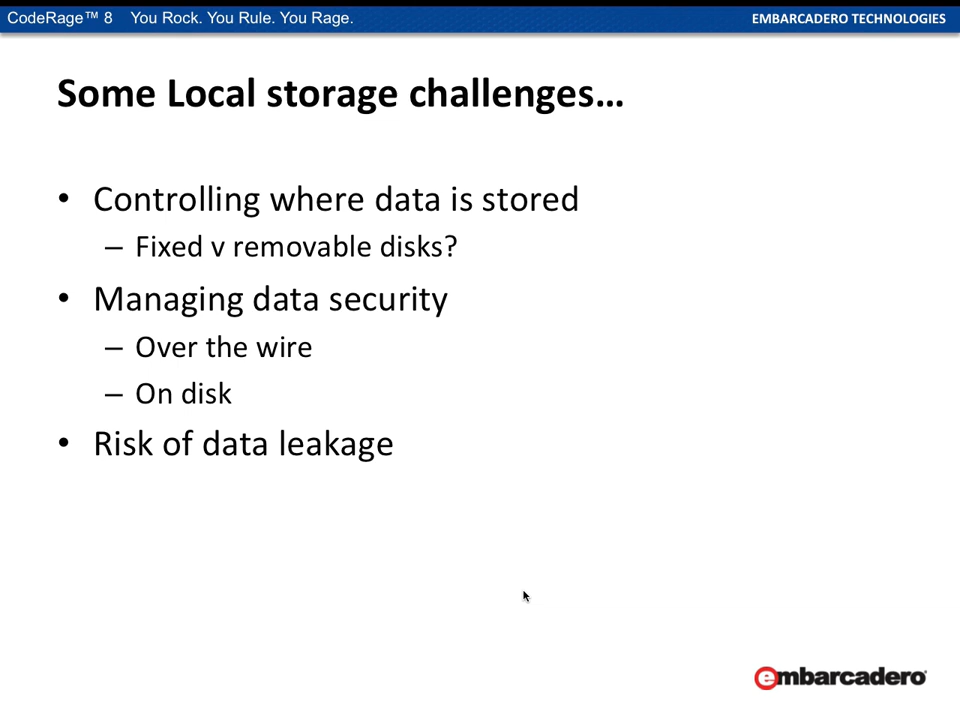 CodeRage™ 8 You Rock. You Rule. You Rage.
EMBARCADERO TECHNOLOGIES
Some Local storage challenges…
• Controlling where data is stored
– Fixed v removable disks?
• Managing data security
– Over the wire
– On disk
• Risk of data leakage
embarcadero